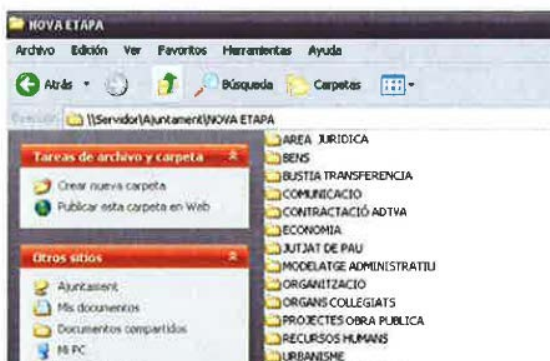 NOVA ETAPA
Archivo Edición Ver Favoritos Herramientas Ayuda
Atrás Búsqueda Carpetas
\\Servidor\Ajuntament\NOVA ETAPA
Tareas de archivo y carpeta
Crear nueva carpeta
Publicar esta carpeta en Web
Otros sitios
Ajuntament
Mis documentos
Documentos compartidos
Mi PC
AREA JURIDICA
BENS
BUSTIA TRANSFERENCIA
COMUNICACIO
CONTRACTACIÓ ADTVA
ECONOMIA
JUTJAT DE PAU
MODELATGE ADMINISTRATIU
ORGANITZACIO
ORGANS COLLEGIATS
PROJECTES OBRA PUBLICA
RECURSOS HUMANS
URBANISME